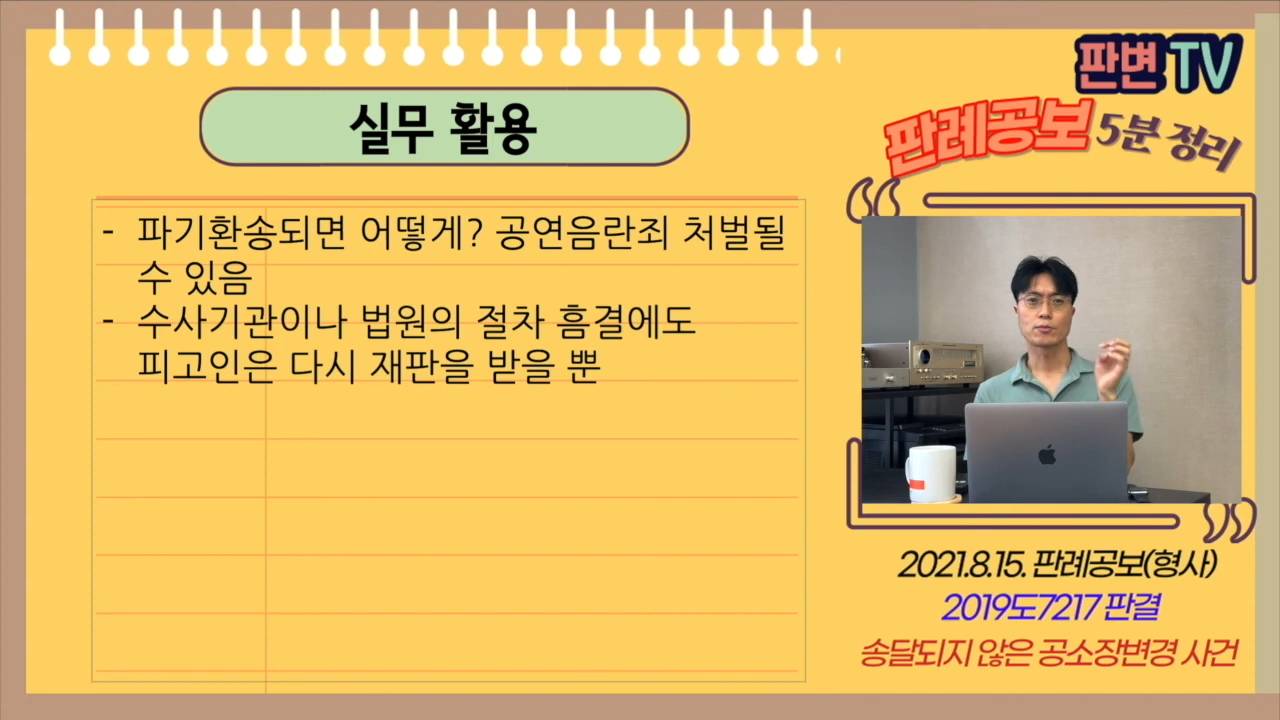 판변 TV
판례공보 5분 정리
실무 활용
- 파기환송되면 어떻게? 공연음란죄 처벌될
수 있음
- 수사기관이나 법원의 절차 흠결에도
피고인은 다시 재판을 받을 뿐
2021.8.15. 판례공보(형사)
2019도7217 판결
송달되지 않은 공소장변경 사건